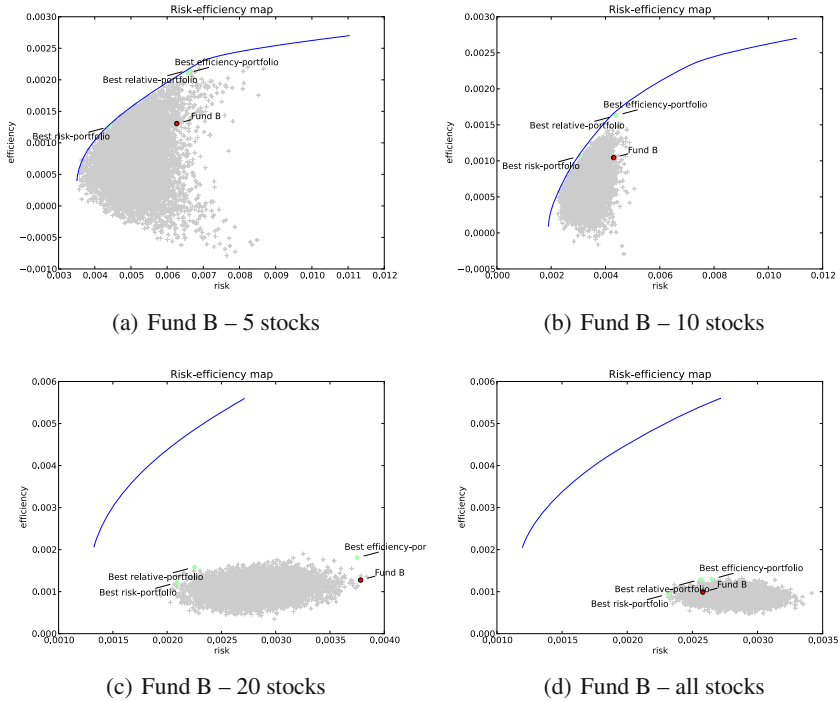 Risk-efficiency map
0.0030
0.0025
0.0020
0.0015
0.0010
0.0005
0.0000
−0.0005
−0.0010
efficiency
Best efficiency-portfolio
Best relative-portfolio
Fund B
Best risk-portfolio
0.003 0.004 0.005 0.006 0.007 0.008 0.009 0.010 0.011 0.012
risk
(a) Fund B – 5 stocks
Risk-efficiency map
0.0030
0.0025
0.0020
0.0015
0.0010
0.0005
0.0000
−0.0005
efficiency
Best efficiency-portfolio
Best relative-portfolio
Fund B
Best risk-portfolio
0.000 0.002 0.004 0.006 0.008 0.010 0.012
risk
(b) Fund B – 10 stocks
Risk-efficiency map
0.006
0.005
0.004
0.003
0.002
0.001
0.000
efficiency
Best efficiency-por
Best relative-portfolio
Fund B
Best risk-portfolio
0.0010 0.0015 0.0020 0.0025 0.0030 0.0035 0.0040
risk
(c) Fund B – 20 stocks
Risk-efficiency map
0.006
0.005
0.004
0.003
0.002
0.001
0.000
efficiency
Best efficiency-portfolio
Best relative-portfolio
Fund B
Best risk-portfolio
0.0010 0.0015 0.0020 0.0025 0.0030 0.0035
risk
(d) Fund B – all stocks